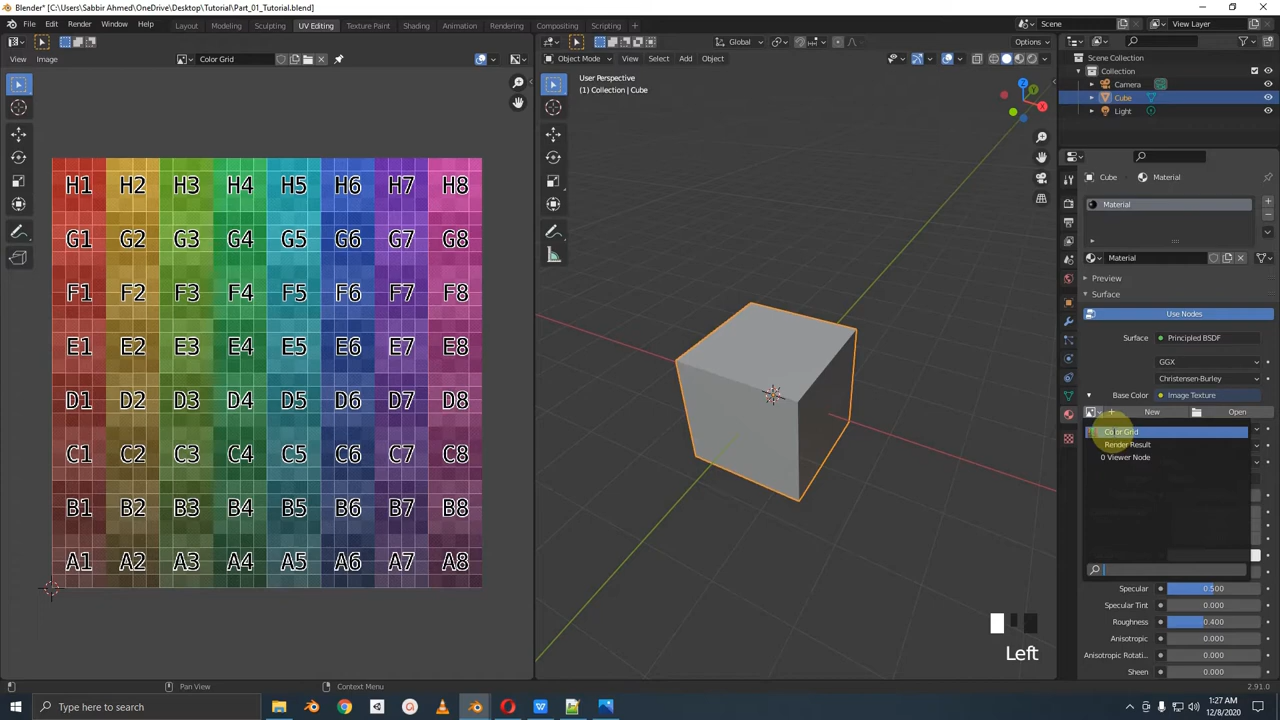 Blender* [C:\Users\Sabbir Ahmed\OneDrive\Desktop\Tutorial\Part_01_Tutorial.blend]
File Edit Render Window Help Layout Modeling Sculpting UV Editing Texture Paint Shading Animation Rendering Compositing Scripting Scene View Layer
Global Options
View Image Color Grid Object Mode View Select Add Object
User Perspective
(1) Collection | Cube
Scene Collection
Collection
Camera
Cube
Light
Z
Y
X
H1 H2 H3 H4 H5 H6 H7 H8
G1 G2 G3 G4 G5 G6 G7 G8
F1 F2 F3 F4 F5 F6 F7 F8
E1 E2 E3 E4 E5 E6 E7 E8
D1 D2 D3 D4 D5 D6 D7 D8
C1 C2 C3 C4 C5 C6 C7 C8
B1 B2 B3 B4 B5 B6 B7 B8
A1 A2 A3 A4 A5 A6 A7 A8
Cube Material
Material
Material
Preview
Surface
Use Nodes
Surface Principled BSDF
GGX
Christensen-Burley
Base Color Image Texture
New Open
Color Grid
Render Result
0 Viewer Node
Specular 0.500
Specular Tint 0.000
Roughness 0.400
Anisotropic 0.000
Anisotropic Rotati... 0.000
Sheen 0.000
Left
Pan View Context Menu 2.91.0
Type here to search
1:27 AM
12/8/2020